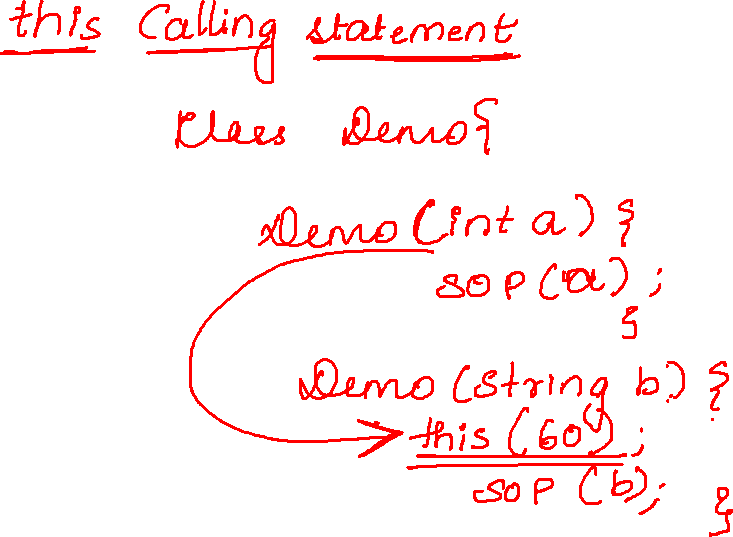 this Calling statement
Class Demo{
Demo (int a) {
sop (a) ;
}
Demo (string b) {
this (60) ;
sop (b); }